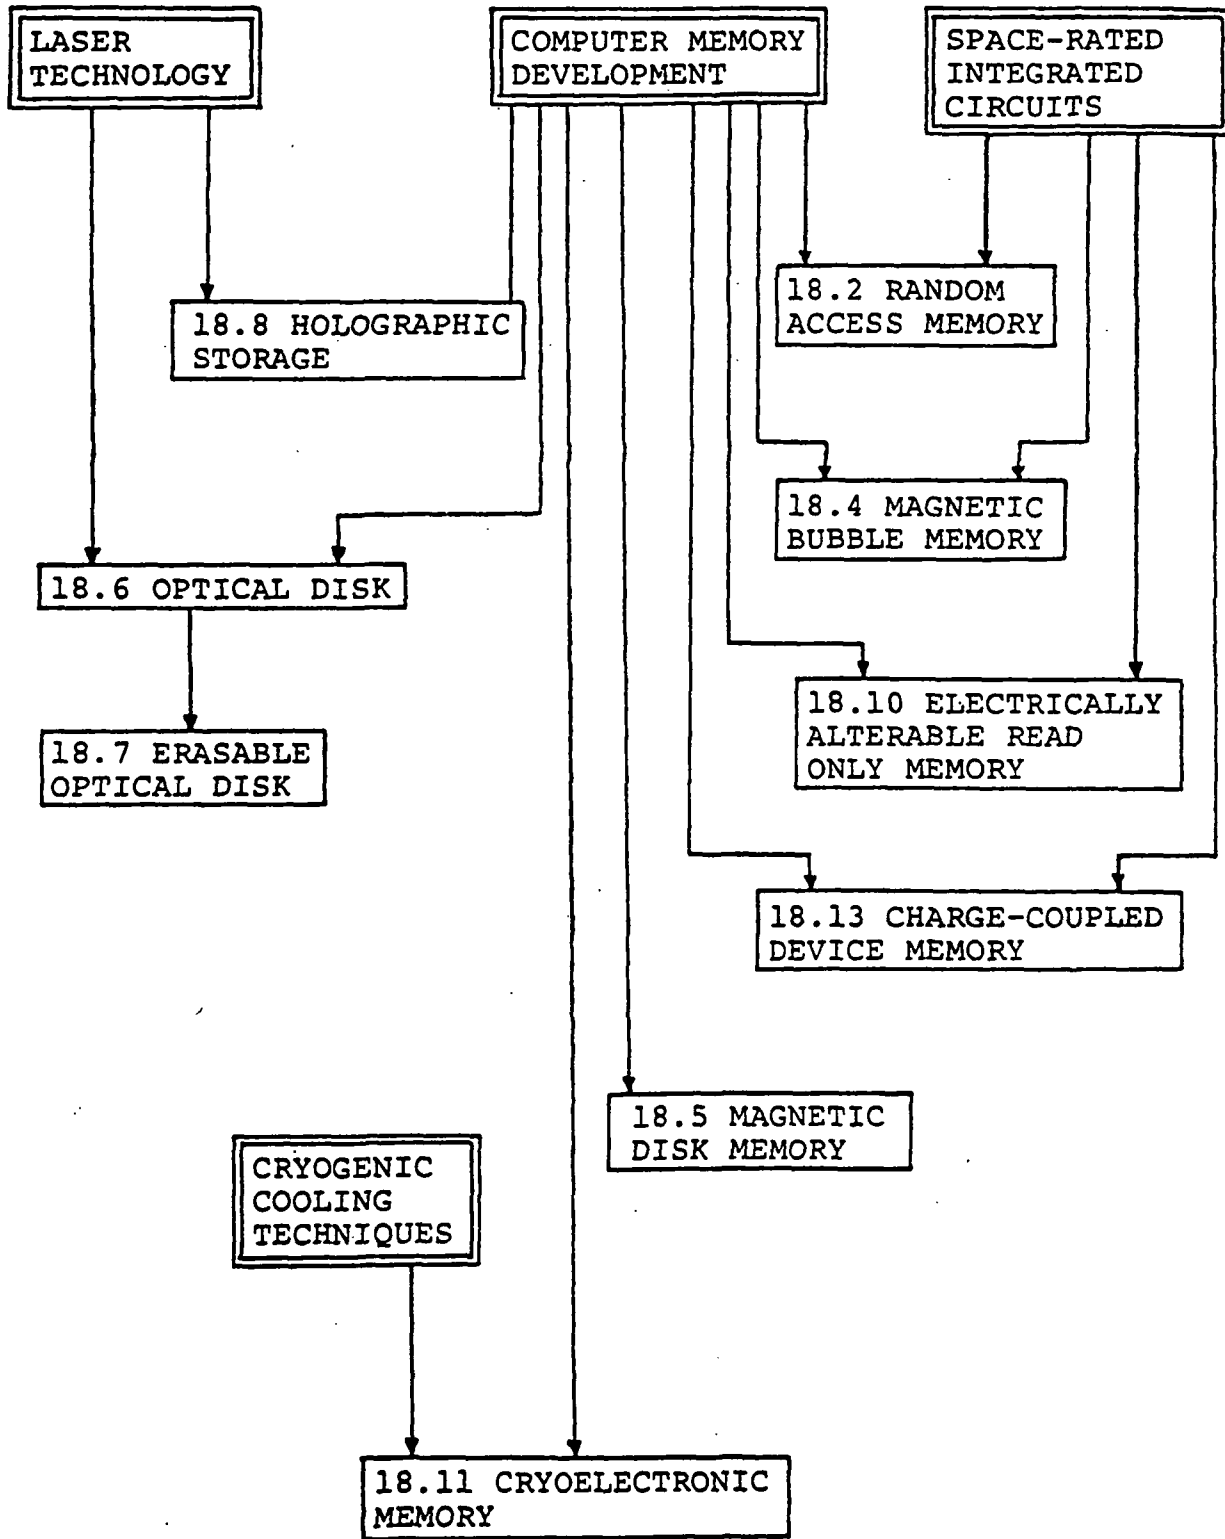 LASER
TECHNOLOGY
COMPUTER MEMORY
DEVELOPMENT
SPACE-RATED
INTEGRATED
CIRCUITS
18.2 RANDOM
ACCESS MEMORY
18.8 HOLOGRAPHIC
STORAGE
18.4 MAGNETIC
BUBBLE MEMORY
18.6 OPTICAL DISK
18.10 ELECTRICALLY
ALTERABLE READ
ONLY MEMORY
18.7 ERASABLE
OPTICAL DISK
18.13 CHARGE-COUPLED
DEVICE MEMORY
18.5 MAGNETIC
DISK MEMORY
CRYOGENIC
COOLING
TECHNIQUES
18.11 CRYOELECTRONIC
MEMORY